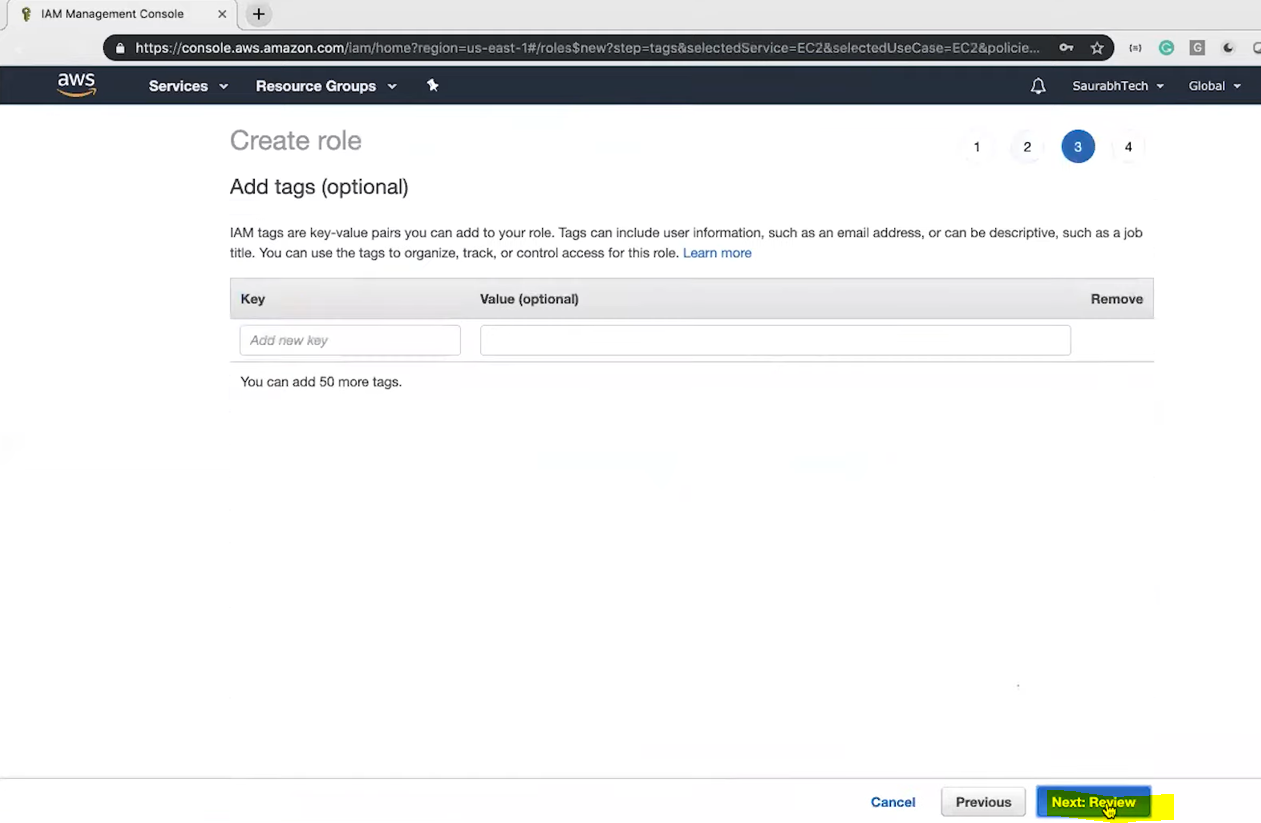 IAM Management Console
https://console.aws.amazon.com/iam/home?region=us-east-1#/roles$new?step=tags&selectedService=EC2&selectedUseCase=EC2&policie...
aws Services Resource Groups SaurabhTech Global
Create role 1 2 3 4
Add tags (optional)
IAM tags are key-value pairs you can add to your role. Tags can include user information, such as an email address, or can be descriptive, such as a job
title. You can use the tags to organize, track, or control access for this role. Learn more
Key Value (optional) Remove
Add new key
You can add 50 more tags.
Cancel Previous Next: Review